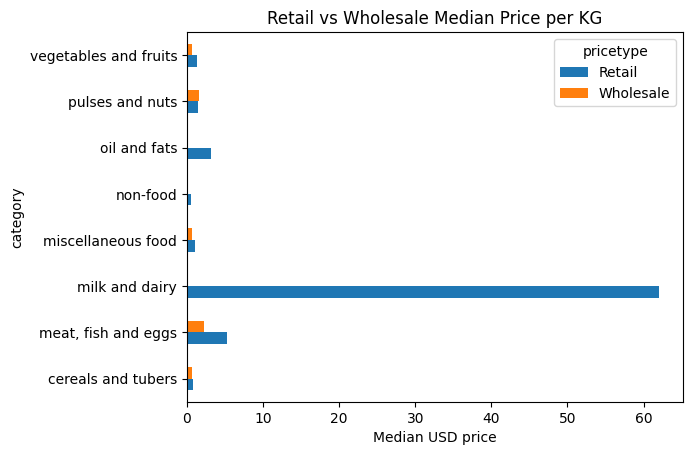 Retail vs Wholesale Median Price per KG
pricetype
Retail
Wholesale
vegetables and fruits
pulses and nuts
oil and fats
non-food
miscellaneous food
milk and dairy
meat, fish and eggs
cereals and tubers
category
0 10 20 30 40 50 60
Median USD price